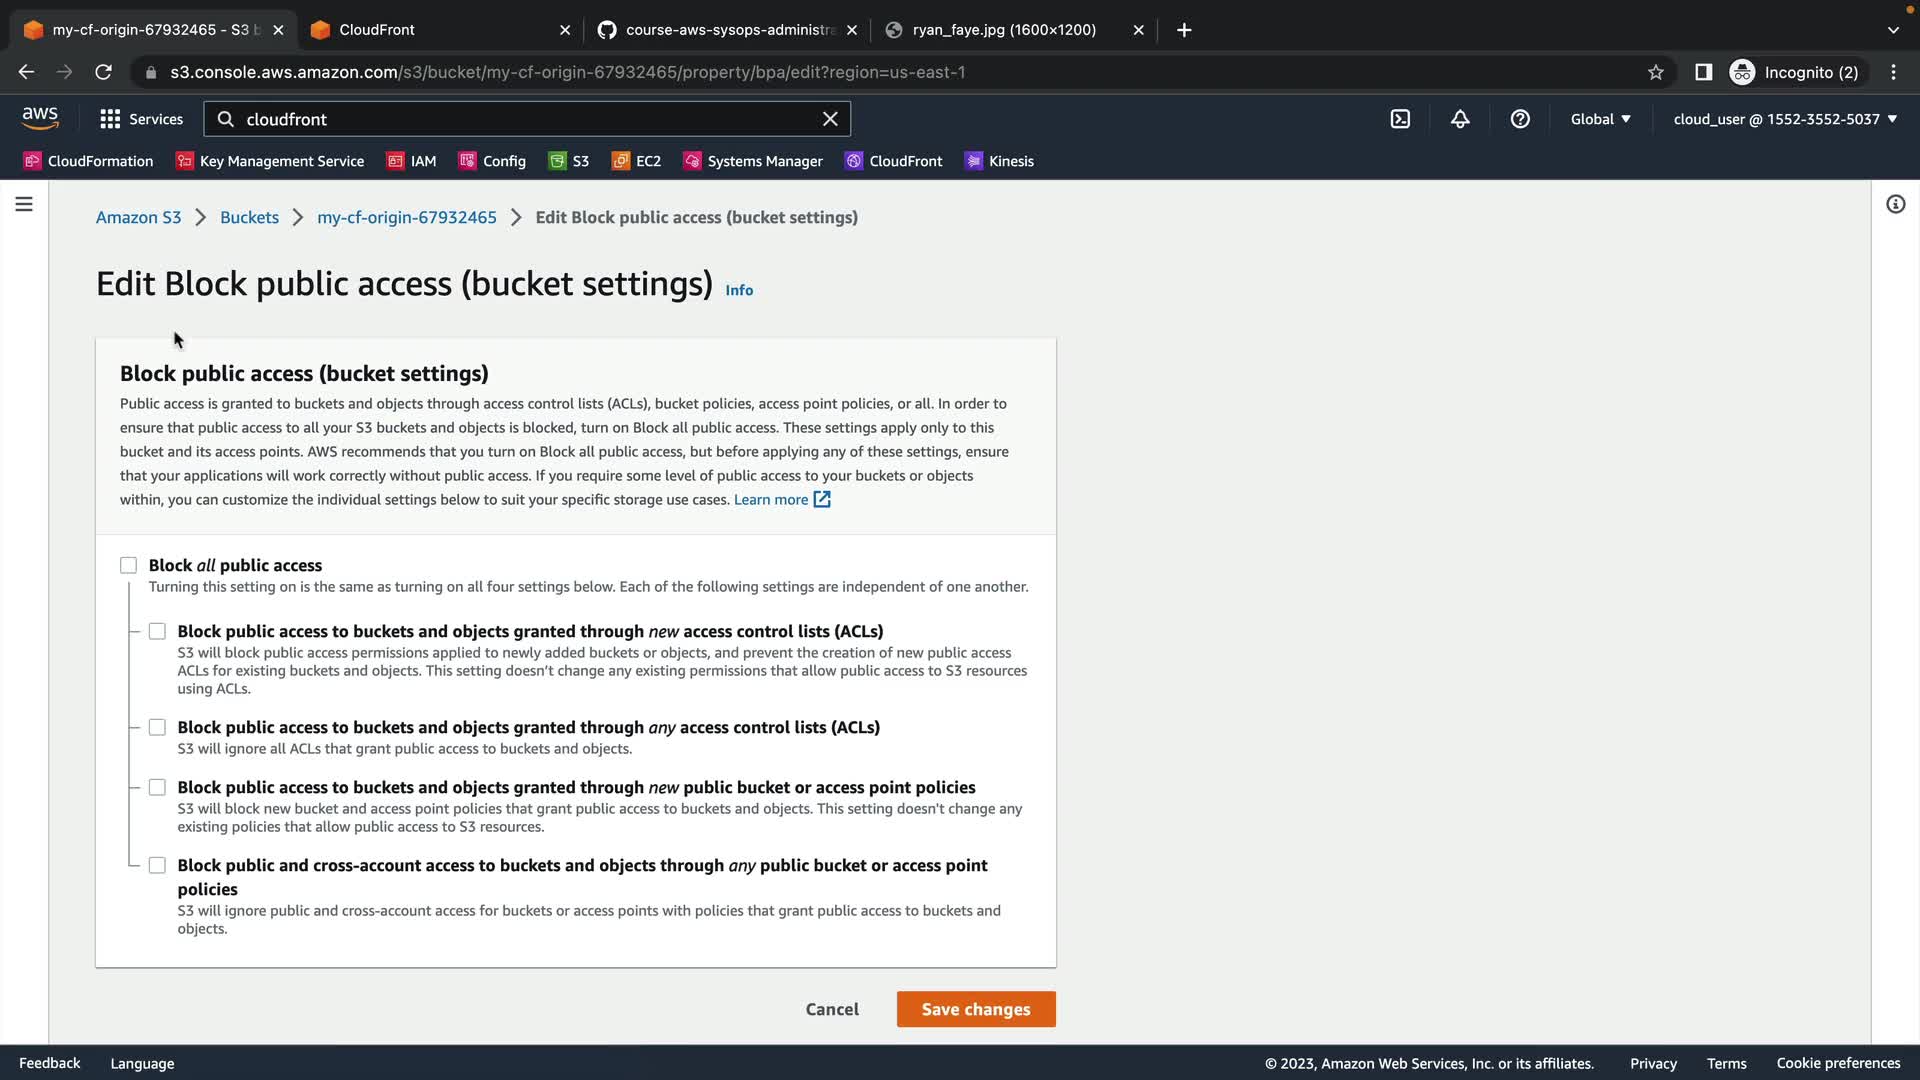 my-cf-origin-67932465 - S3 b
CloudFront
course-aws-sysops-administra
ryan_faye.jpg (1600×1200)
s3.console.aws.amazon.com/s3/bucket/my-cf-origin-67932465/property/bpa/edit?region=us-east-1
Incognito (2)
aws
Services
cloudfront
Global
cloud_user @ 1552-3552-5037
CloudFormation
Key Management Service
IAM
Config
S3
EC2
Systems Manager
CloudFront
Kinesis
Amazon S3
Buckets
my-cf-origin-67932465
Edit Block public access (bucket settings)
Edit Block public access (bucket settings) Info
Block public access (bucket settings)
Public access is granted to buckets and objects through access control lists (ACLs), bucket policies, access point policies, or all. In order to
ensure that public access to all your S3 buckets and objects is blocked, turn on Block all public access. These settings apply only to this
bucket and its access points. AWS recommends that you turn on Block all public access, but before applying any of these settings, ensure
that your applications will work correctly without public access. If you require some level of public access to your buckets or objects
within, you can customize the individual settings below to suit your specific storage use cases. Learn more
Block all public access
Turning this setting on is the same as turning on all four settings below. Each of the following settings are independent of one another.
Block public access to buckets and objects granted through new access control lists (ACLs)
S3 will block public access permissions applied to newly added buckets or objects, and prevent the creation of new public access
ACLs for existing buckets and objects. This setting doesn't change any existing permissions that allow public access to S3 resources
using ACLs.
Block public access to buckets and objects granted through any access control lists (ACLs)
S3 will ignore all ACLs that grant public access to buckets and objects.
Block public access to buckets and objects granted through new public bucket or access point policies
S3 will block new bucket and access point policies that grant public access to buckets and objects. This setting doesn't change any
existing policies that allow public access to S3 resources.
Block public and cross-account access to buckets and objects through any public bucket or access point
policies
S3 will ignore public and cross-account access for buckets or access points with policies that grant public access to buckets and
objects.
Cancel
Save changes
Feedback
Language
© 2023, Amazon Web Services, Inc. or its affiliates.
Privacy
Terms
Cookie preferences